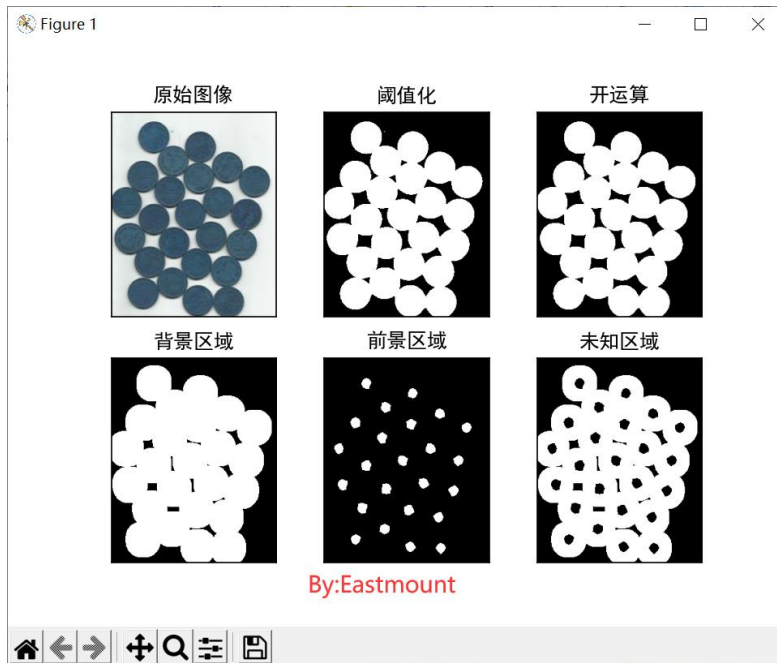 Figure 1
原始图像
阈值化
开运算
背景区域
前景区域
未知区域
By:Eastmount